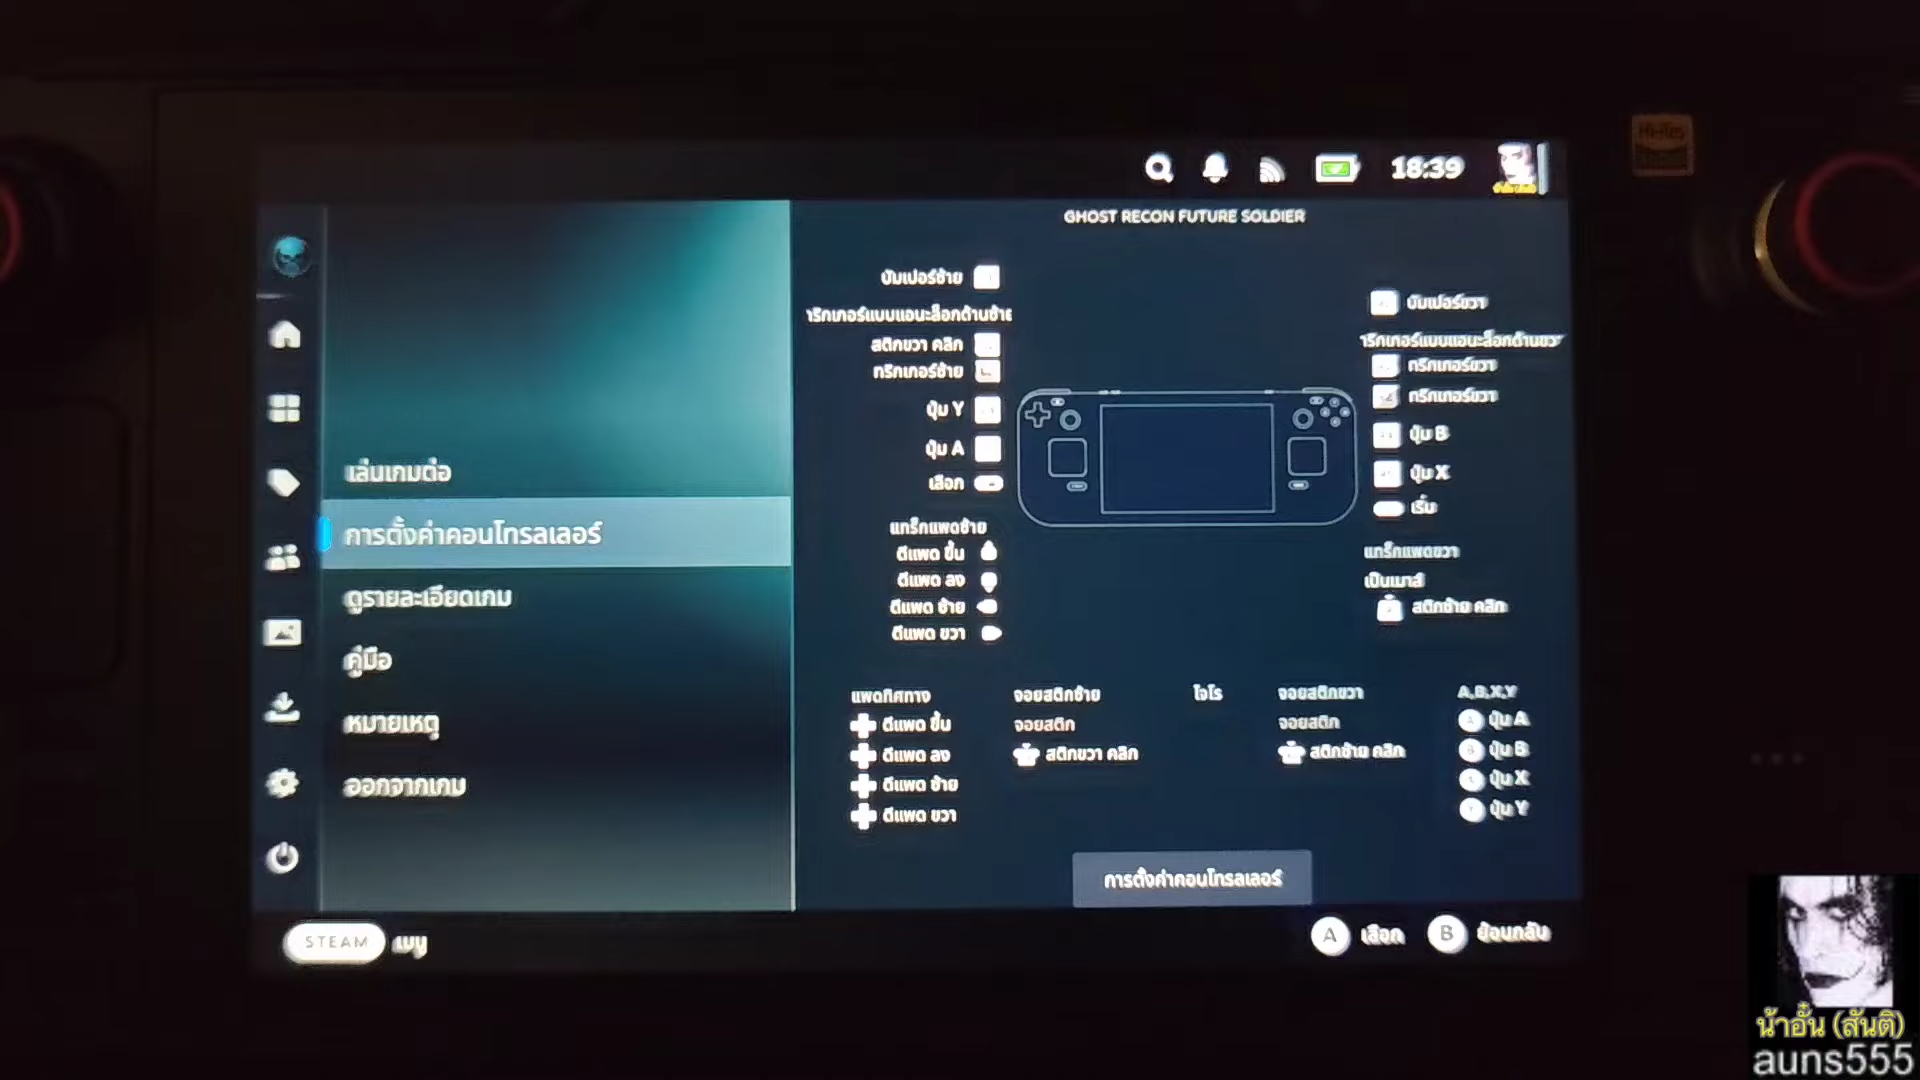 Hi-Res
18:39
GHOST RECON FUTURE SOLDIER
เล่นเกมต่อ
การตั้งค่าคอนโทรลเลอร์
ดูรายละเอียดเกม
คู่มือ
หมายเหตุ
ออกจากเกม
บัมเปอร์ซ้าย
าริกเกอร์แบบแอนะล็อกด้านซ้าย
สติกขวา คลิก
ทริกเกอร์ซ้าย
ปุ่ม Y
ปุ่ม A
เลือก
แทร็กแพดซ้าย
ดีแพด ขึ้น
ดีแพด ลง
ดีแพด ซ้าย
ดีแพด ขวา
บัมเปอร์ขวา
าริกเกอร์แบบแอนะล็อกด้านขวา
ทริกเกอร์ขวา
ทริกเกอร์ขวา
ปุ่ม B
ปุ่ม X
เริ่ม
แทร็กแพดขวา
เป็นเมาส์
สติกซ้าย คลิก
แพดทิศทาง
ดีแพด ขึ้น
ดีแพด ลง
ดีแพด ซ้าย
ดีแพด ขวา
จอยสติกซ้าย
จอยสติก
สติกขวา คลิก
ไจโร
จอยสติกขวา
จอยสติก
สติกซ้าย คลิก
A,B,X,Y
ปุ่ม A
ปุ่ม B
ปุ่ม X
ปุ่ม Y
การตั้งค่าคอนโทรลเลอร์
STEAM เมนู
A เลือก B ย้อนกลับ
น้าอั๋น (สันติ)
auns555